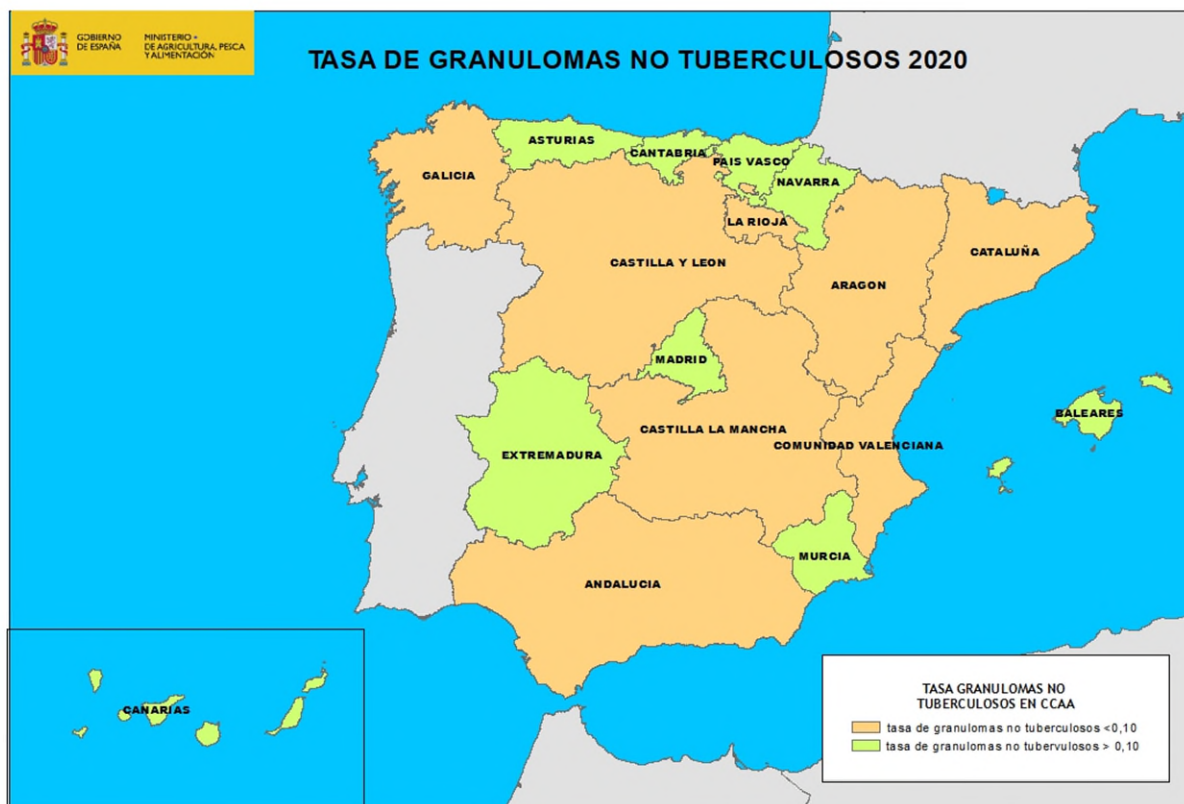 GOBIERNO
DE ESPAÑA
MINISTERIO
DE AGRICULTURA, PESCA
Y ALIMENTACIÓN
TASA DE GRANULOMAS NO TUBERCULOSOS 2020
ASTURIAS
CANTABRIA
PAIS VASCO
NAVARRA
GALICIA
LA RIOJA
CATALUÑA
CASTILLA Y LEON
ARAGON
MADRID
BALEARES
CASTILLA LA MANCHA
COMUNIDAD VALENCIANA
EXTREMADURA
MURCIA
ANDALUCIA
CANARIAS
TASA GRANULOMAS NO
TUBERCULOSOS EN CCAA
tasa de granulomas no tuberculosos <0,10
tasa de granulomas no tubervulosos > 0,10